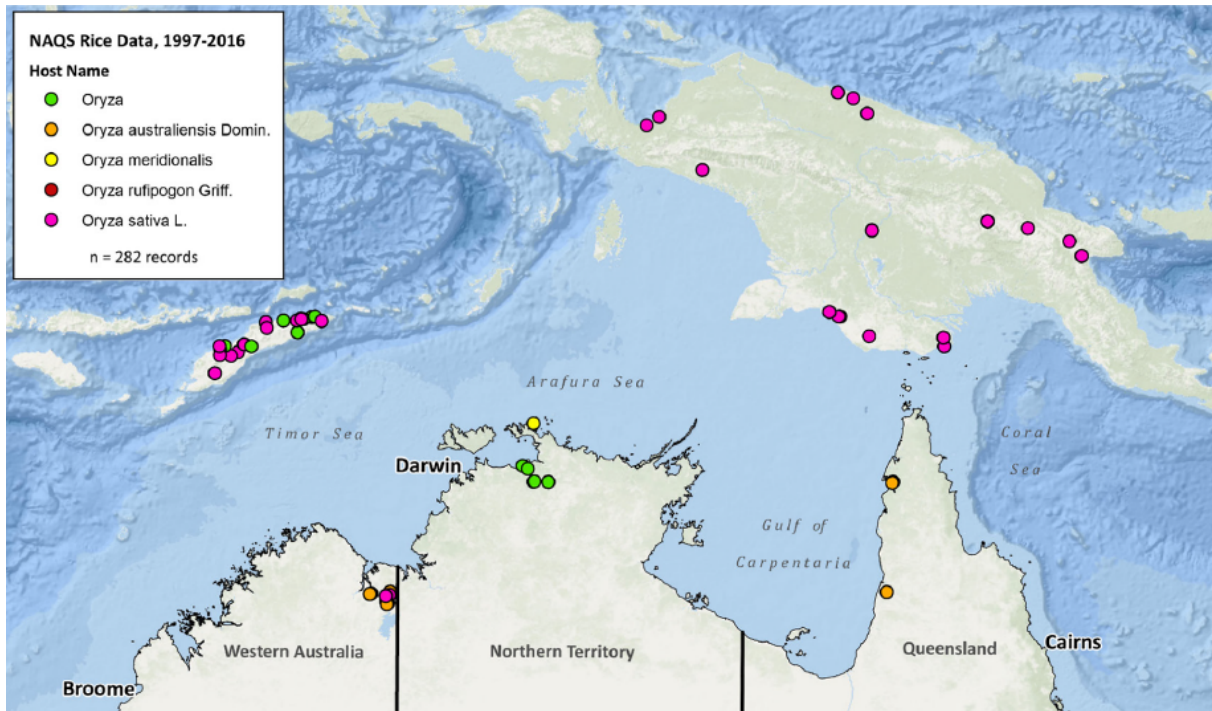 NAQS Rice Data, 1997-2016
Host Name
Oryza
Oryza australiensis Domin.
Oryza meridionalis
Oryza rufipogon Griff.
Oryza sativa L.
n = 282 records
Arafura Sea
Timor Sea
Coral
Sea
Darwin
Gulf of
Carpentaria
Western Australia
Northern Territory
Queensland
Cairns
Broome